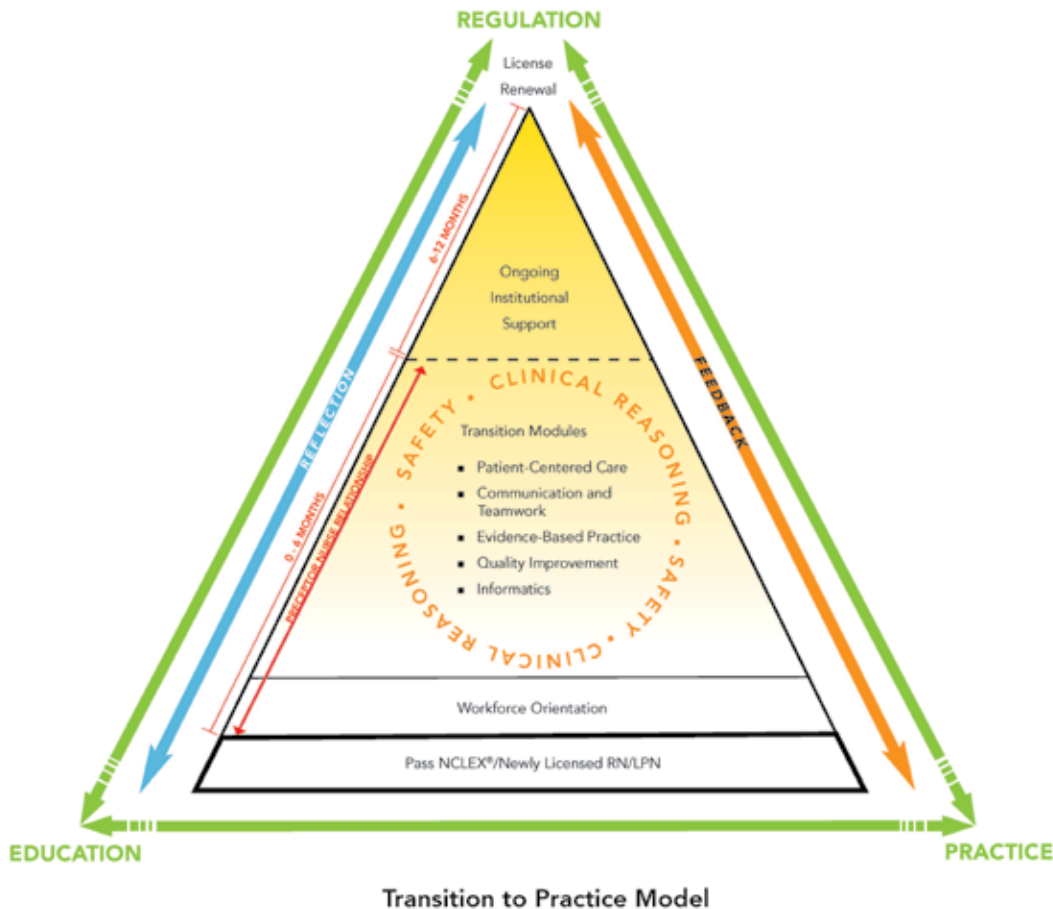 REGULATION
License
Renewal
6-12 MONTHS
Ongoing
Institutional
Support
REFLECTION
FEEDBACK
0 - 6 MONTHS
PRECEPTOR NURSE RELATIONSHIP
SAFETY • CLINICAL REASONING • SAFETY • CLINICAL REASONING •
Transition Modules
▪ Patient-Centered Care
▪ Communication and
Teamwork
▪ Evidence-Based Practice
▪ Quality Improvement
▪ Informatics
Workforce Orientation
Pass NCLEX®/Newly Licensed RN/LPN
EDUCATION
PRACTICE
Transition to Practice Model